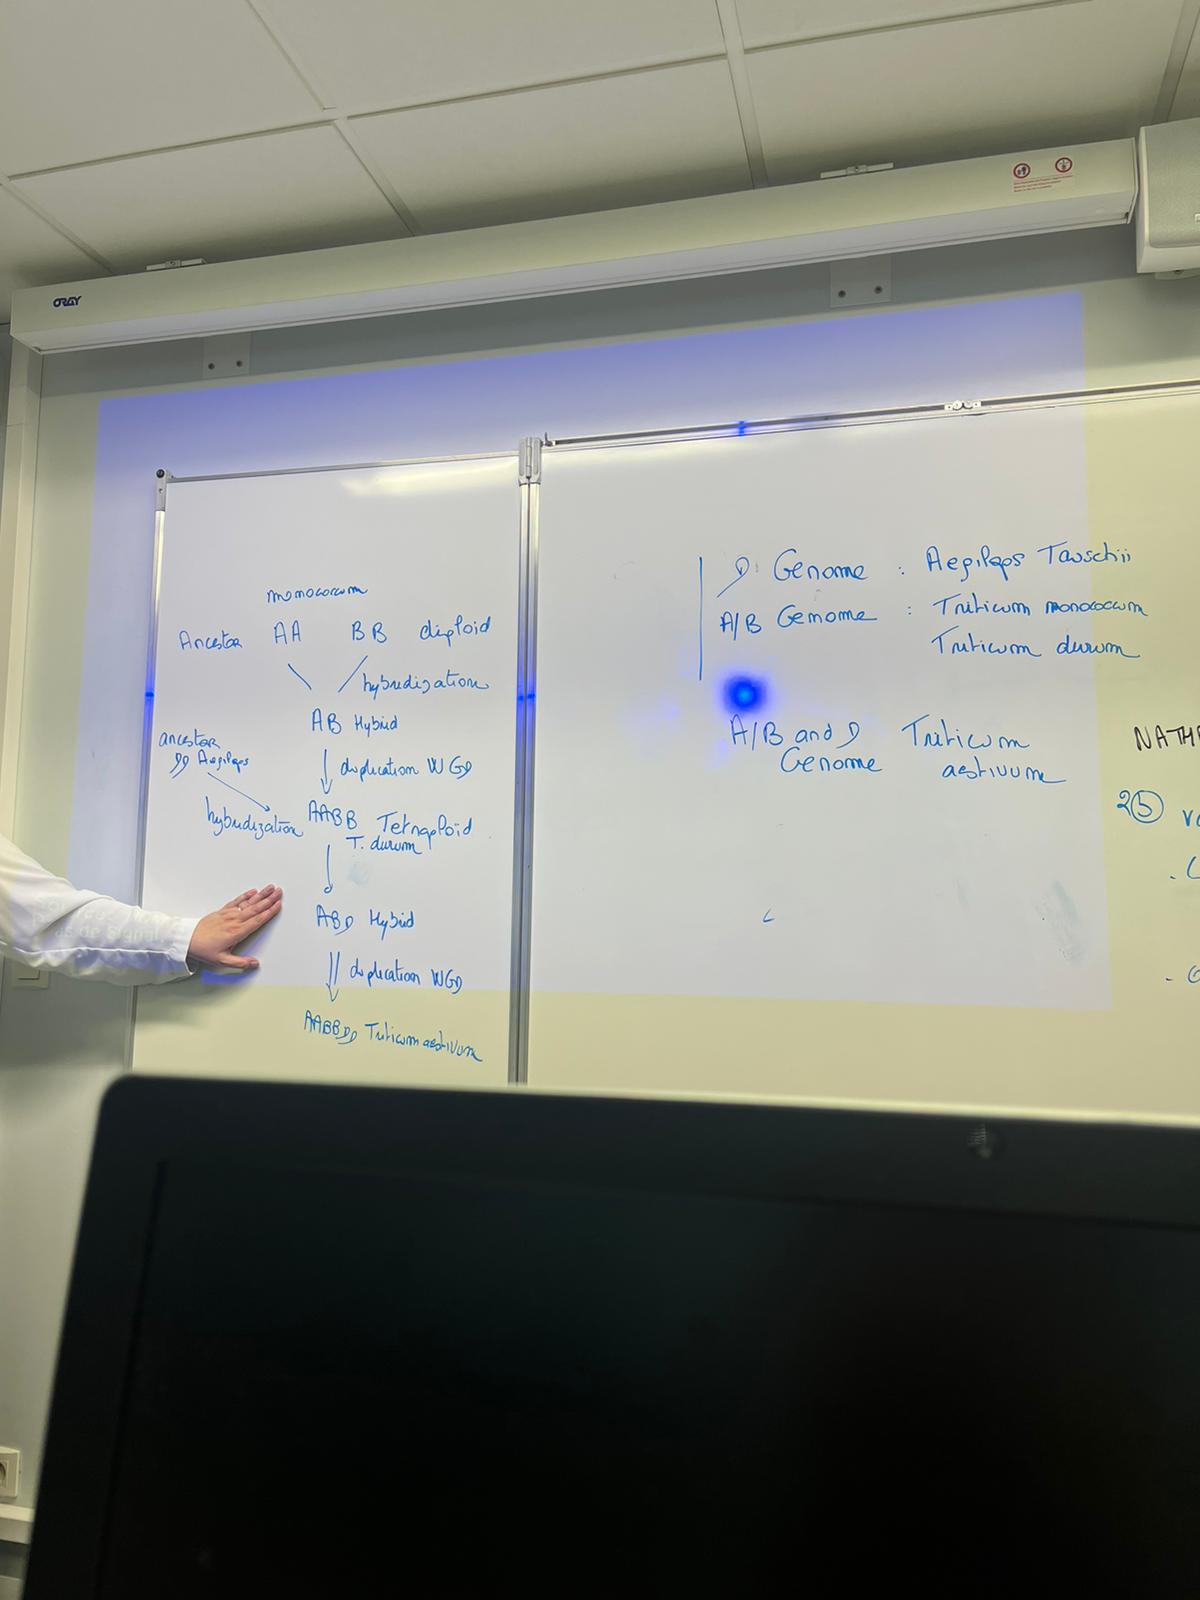 ORAY
monococcum
Ancestor AA BB diploid
hybridization
AB Hybrid
ancestor
DD Aegilops
duplication WGD
hybridization
AABB Tetraploïd
T. durum
ABD Hybrid
duplication WGD
AABBDD Triticum aestivum
D Genome : Aegilops Tauschii
A/B Genome : Triticum monococcum
Triticum durum
A/B and D Triticum
Genome aestivum
NATH
2(b)